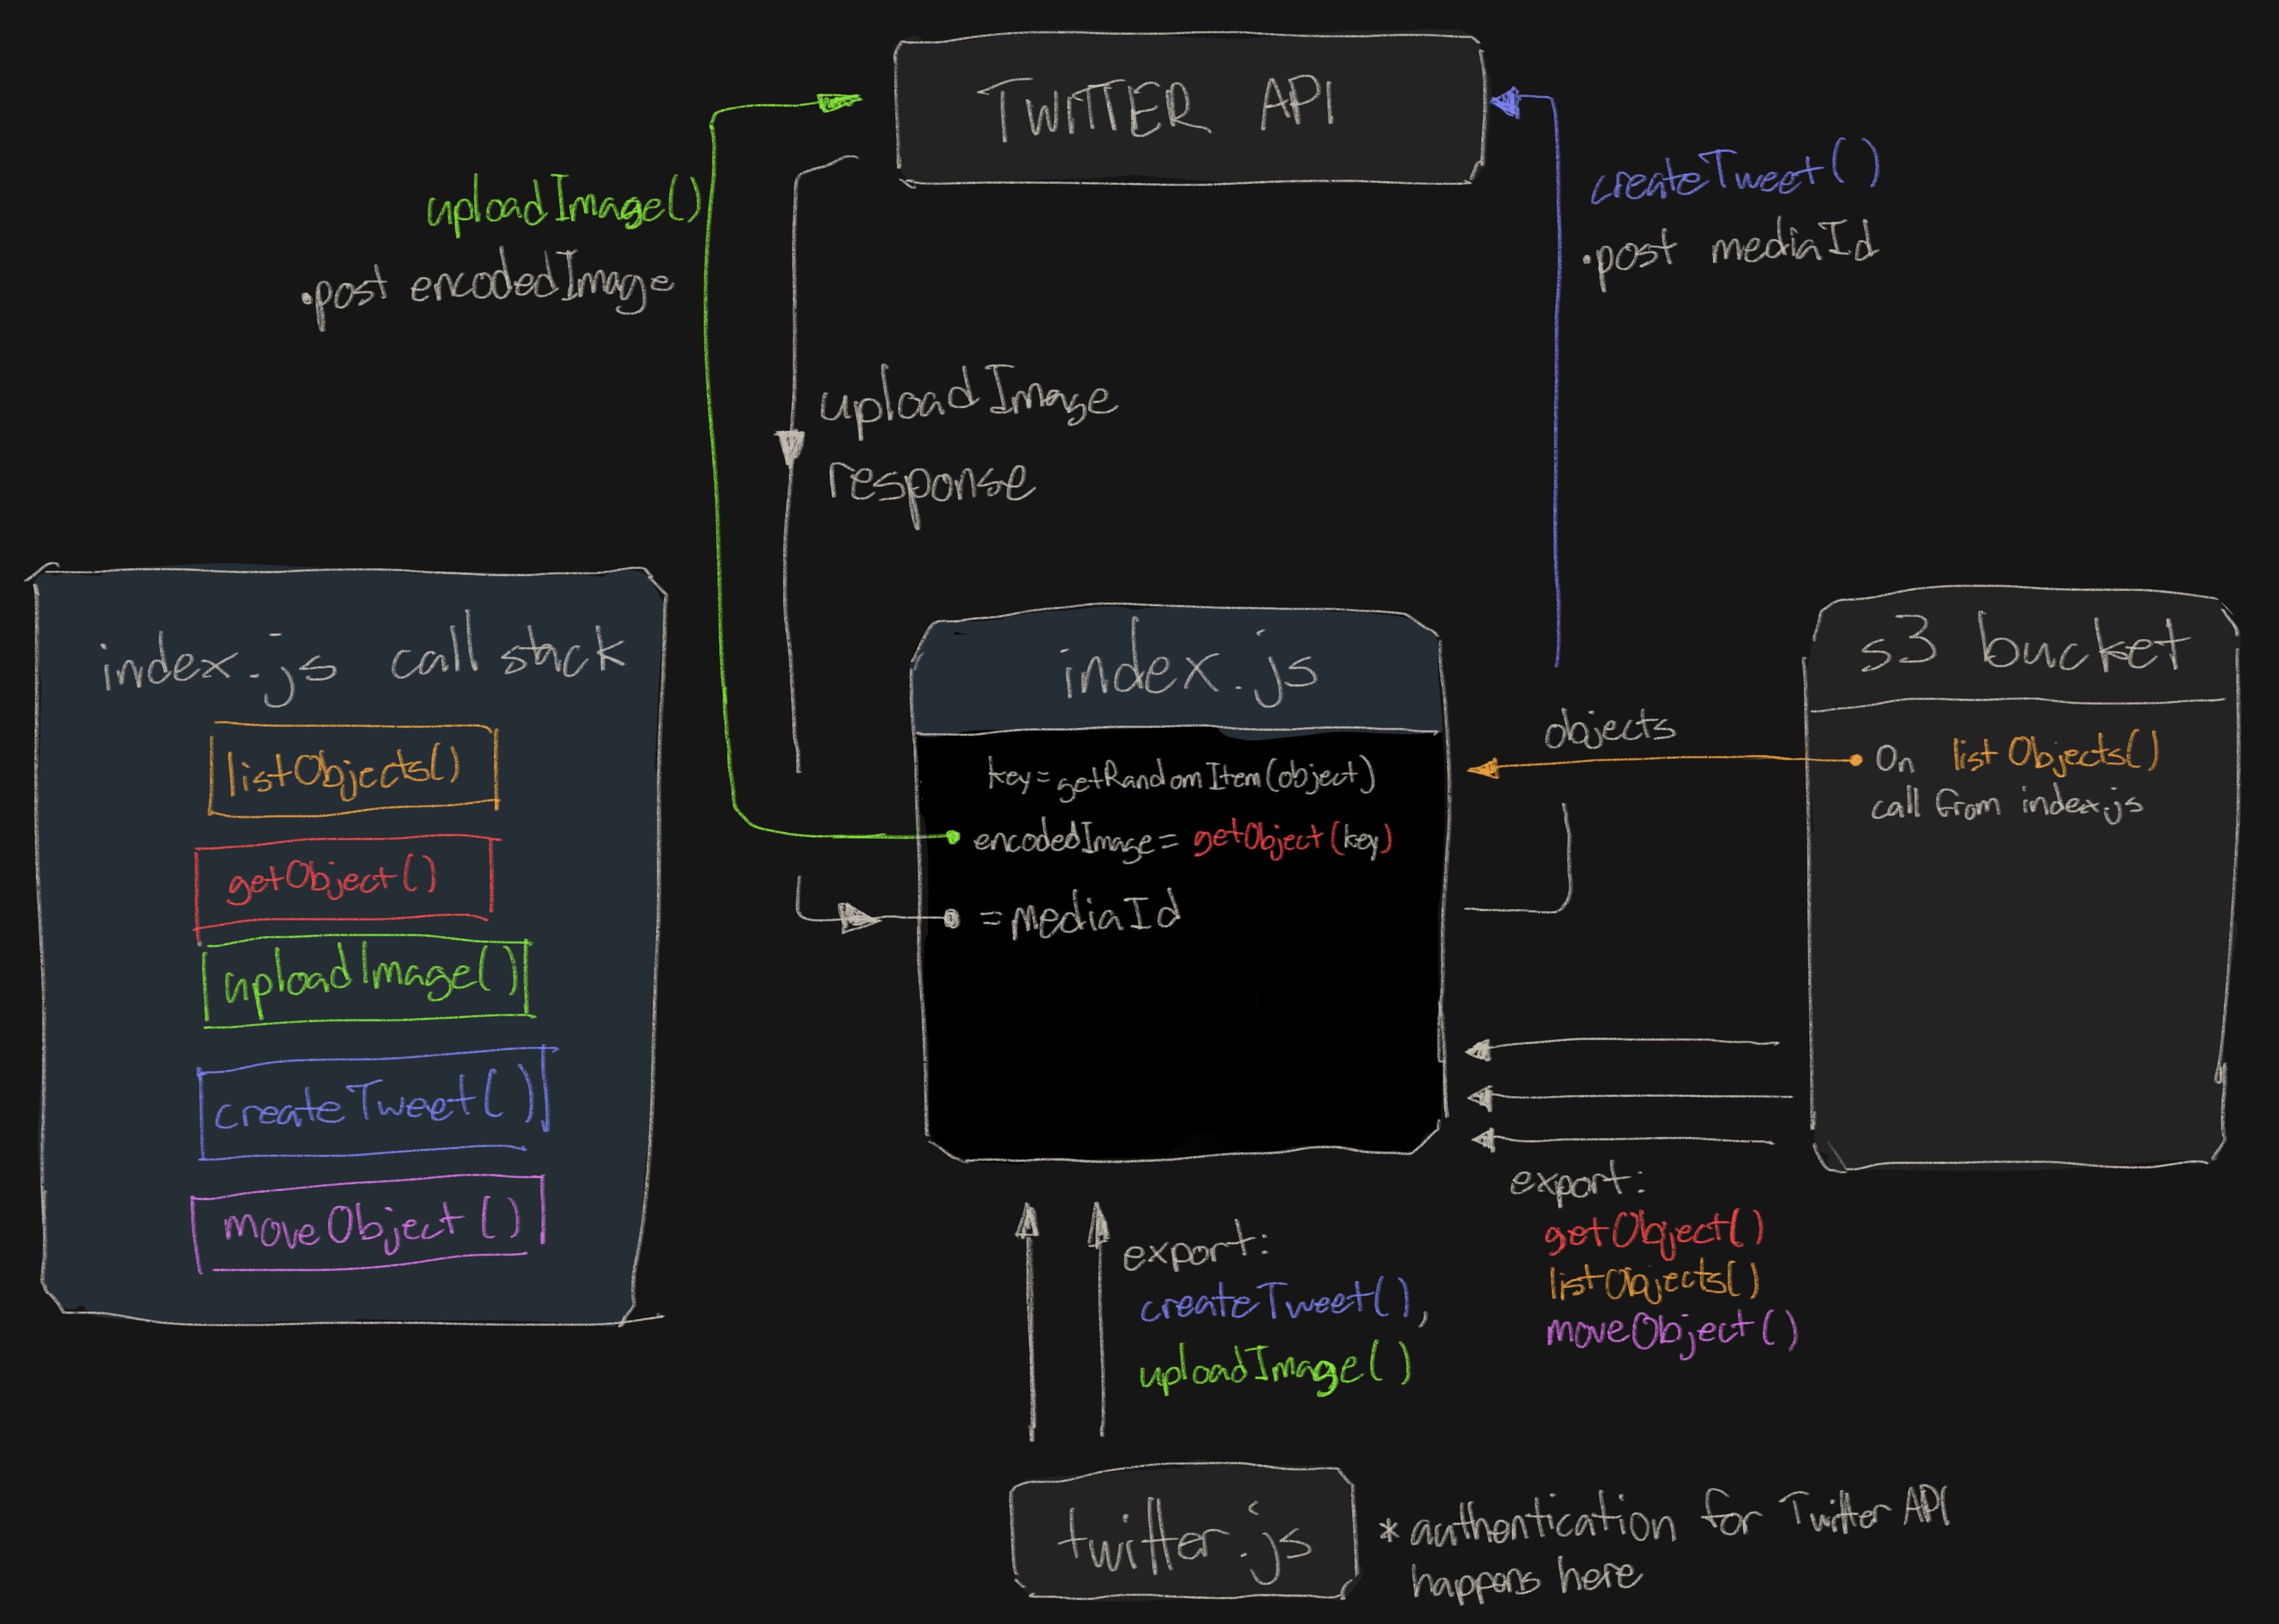 TWITTER API
uploadImage()
•post encodedImage
createTweet()
•post mediaId
uploadImage
response
index.js call stack
listObjects()
getObject()
uploadImage()
createTweet()
moveObject()
index.js
key=getRandomItem(object)
encodedImage=getObject(key)
=mediaId
objects
s3 bucket
On listObjects()
call from index.js
export:
getObject()
listObjects()
moveObject()
export:
createTweet(),
uploadImage()
twitter.js
*authentication for Twitter API
happens here